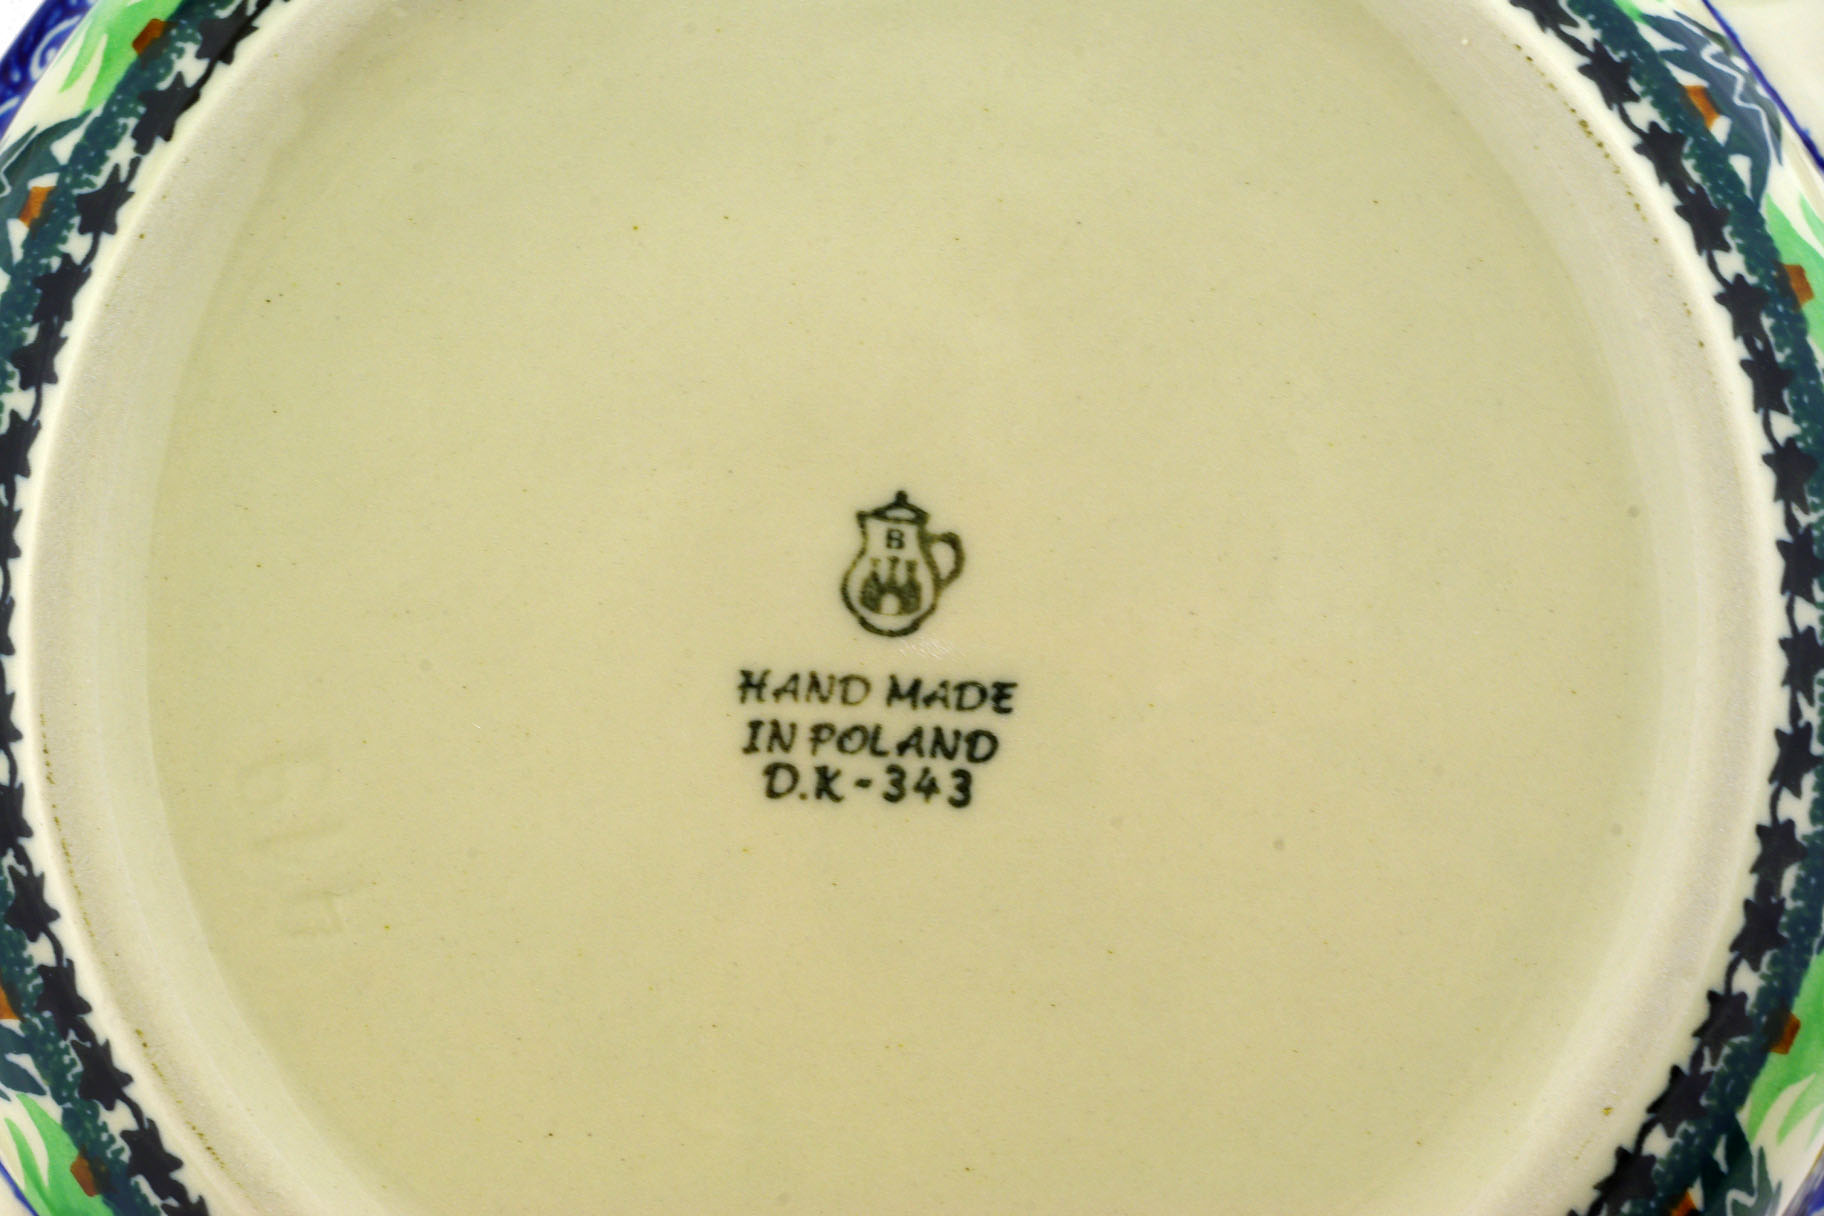 B
HAND MADE
IN POLAND
D.K-343